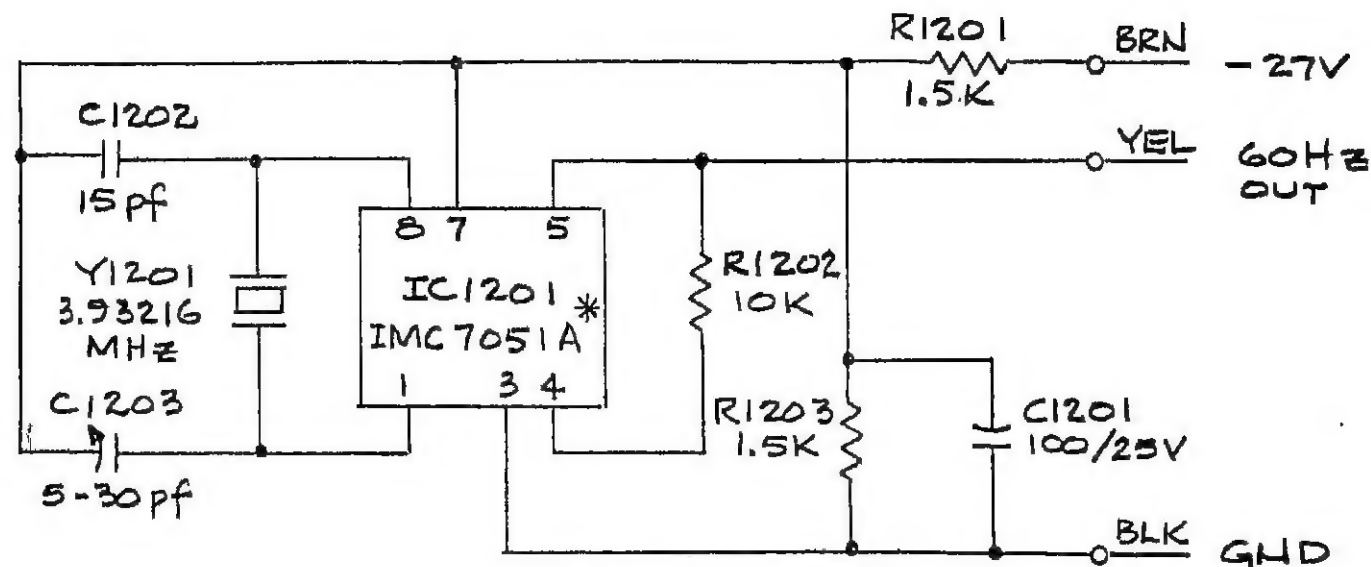 R1201
1.5K
BRN
-27V
C1202
15pf
YEL
60Hz
OUT
8 7 5
Y1201
3.93216
MHz
IC1201
IMC7051A*
R1202
10K
1 3 4
C1203
5-30pf
R1203
1.5K
C1201
100/25V
BLK
GND